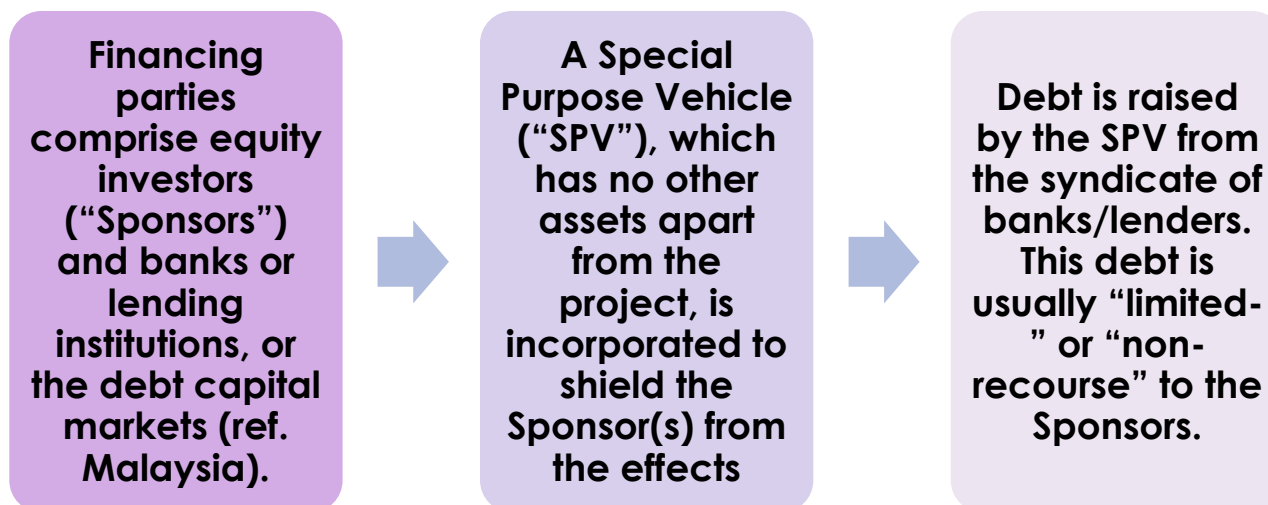 Financing
parties
comprise equity
investors
(“Sponsors”)
and banks or
lending
institutions, or
the debt capital
markets (ref.
Malaysia).
A Special
Purpose Vehicle
(“SPV”), which
has no other
assets apart
from the
project, is
incorporated to
shield the
Sponsor(s) from
the effects
Debt is raised
by the SPV from
the syndicate of
banks/lenders.
This debt is
usually “limited-
” or “non-
recourse” to the
Sponsors.